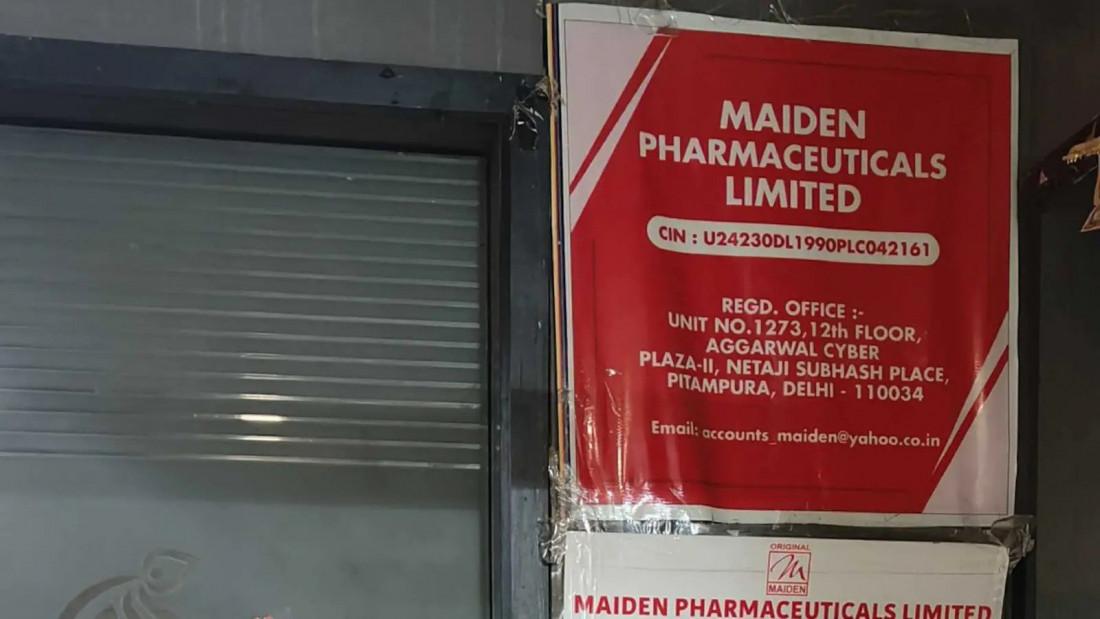 MAIDEN
PHARMACEUTICALS
LIMITED
CIN : U24230DL1990PLC042161
REGD. OFFICE :-
UNIT NO.1273,12th FLOOR,
AGGARWAL CYBER
PLAZA-II, NETAJI SUBHASH PLACE,
PITAMPURA, DELHI - 110034
Email: accounts_maiden@yahoo.co.in
ORIGINAL
MAIDEN
MAIDEN PHARMACEUTICALS LIMITED